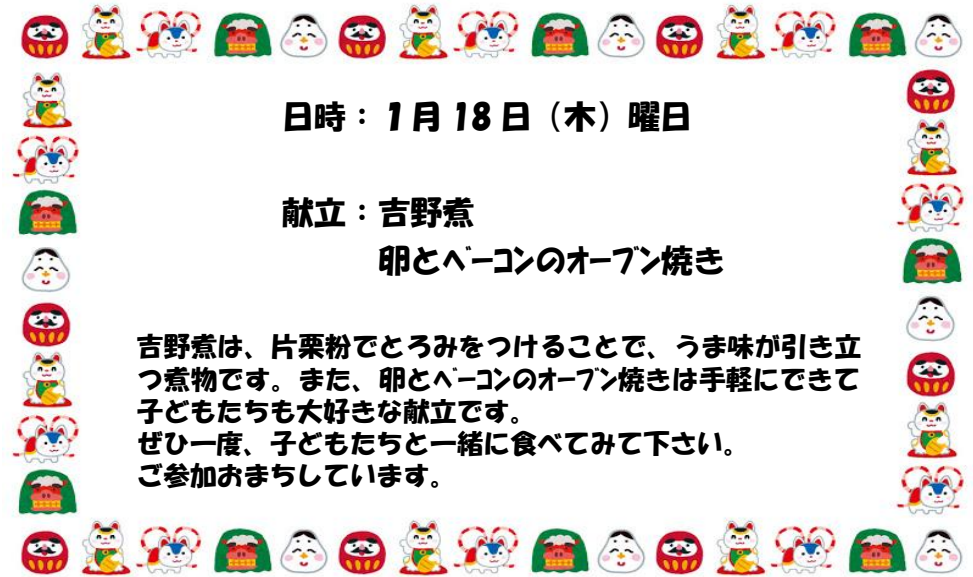 日時：1月18日（木）曜日
献立：吉野煮
卵とベーコンのオーブン焼き
吉野煮は、片栗粉でとろみをつけることで、うま味が引き立
つ煮物です。また、卵とベーコンのオーブン焼きは手軽にできて
子どもたちも大好きな献立です。
ぜひ一度、子どもたちと一緒に食べてみて下さい。
ご参加おまちしています。